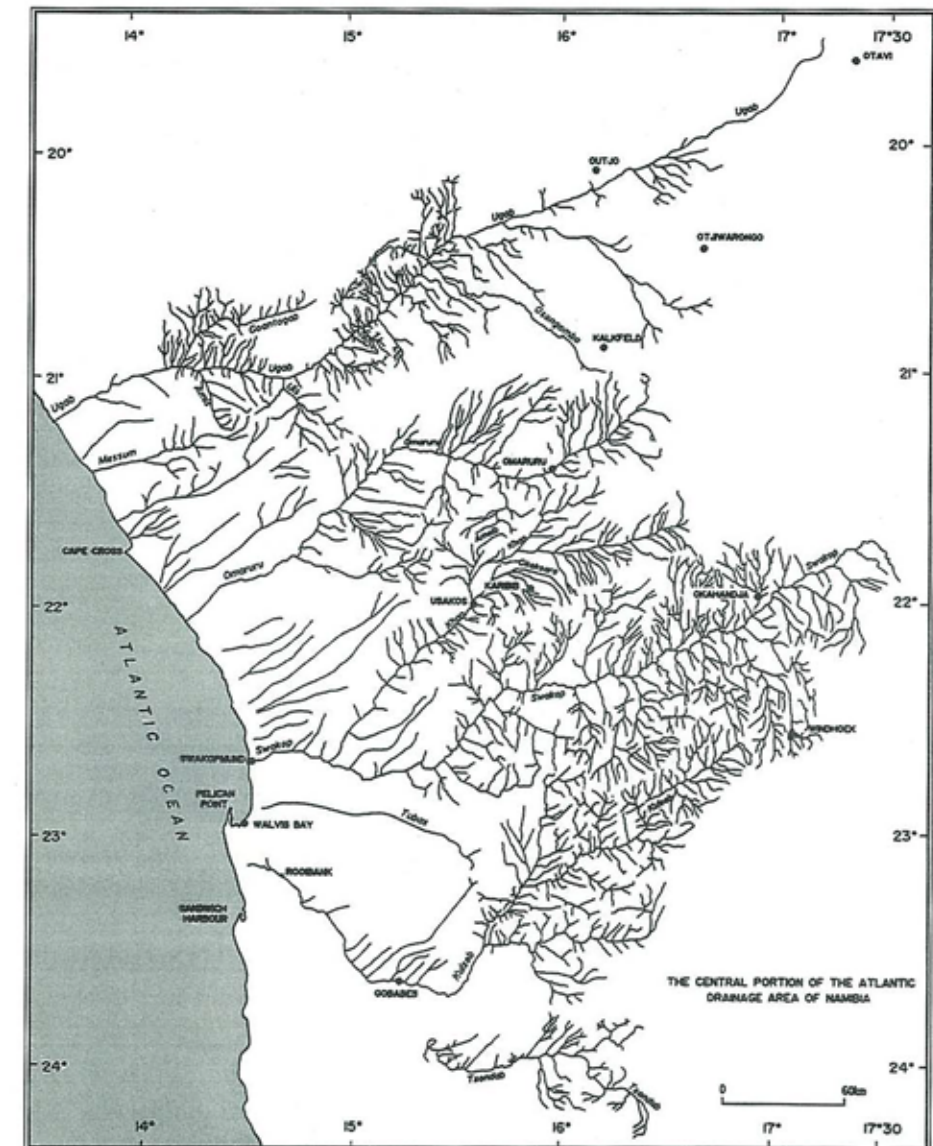 14°
15°
16°
17°
17°30
OTAVI
Ugab
20°
20°
OUTJO
Ugab
OTJIWARONGO
Goantagab
KALKFELD
Ugab
21°
21°
Ugab
Messum
Omaruru
OMARURU
CAPE CROSS
Omaruru
Khan
Swakop
KARIBIB
OKAHANDJA
USAKOS
22°
22°
ATLANTIC
OCEAN
Swakop
WINDHOEK
Swakop
SWAKOPMUND
PELICAN
POINT
WALVIS BAY
Tubas
Kuiseb
23°
23°
ROOIBANK
SANDWICH
HARBOUR
Kuiseb
GOBABEB
THE CENTRAL PORTION OF THE ATLANTIC
DRAINAGE AREA OF NAMIBIA
24°
24°
Tsondab
Tsondab
0
60km
14°
15°
16°
17°
17°30